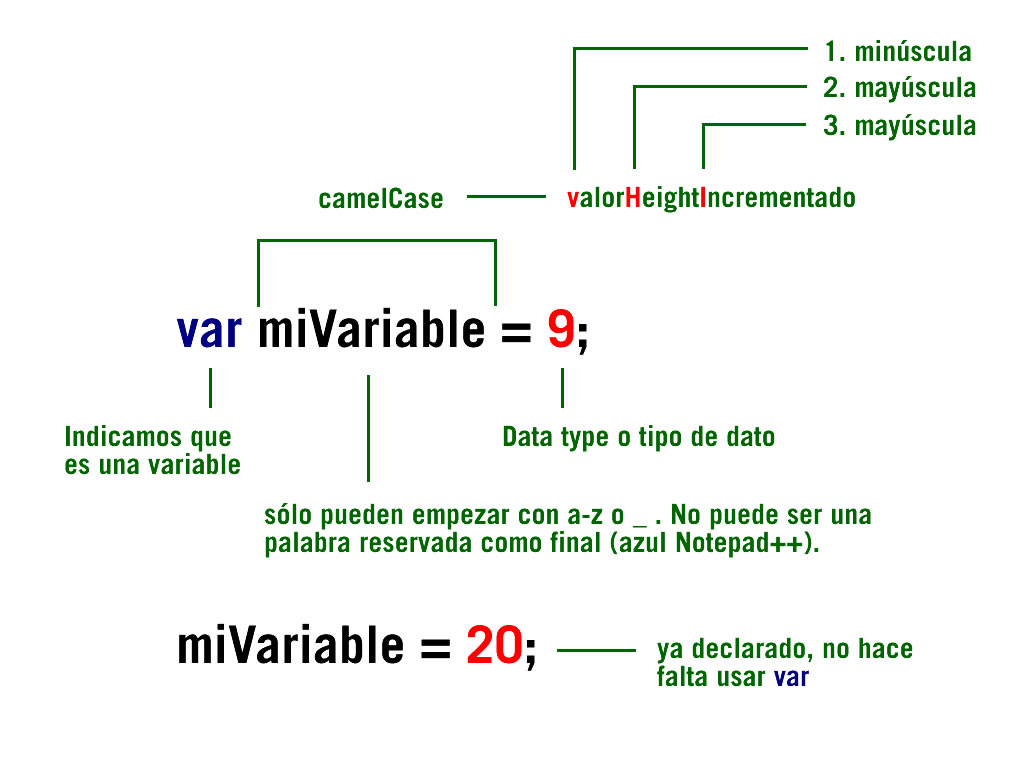 1. minúscula
2. mayúscula
3. mayúscula
camelCase
valorHeightIncrementado
var miVariable = 9;
Indicamos que
es una variable
Data type o tipo de dato
sólo pueden empezar con a-z o _ . No puede ser una
palabra reservada como final (azul Notepad++).
miVariable = 20;
ya declarado, no hace
falta usar var